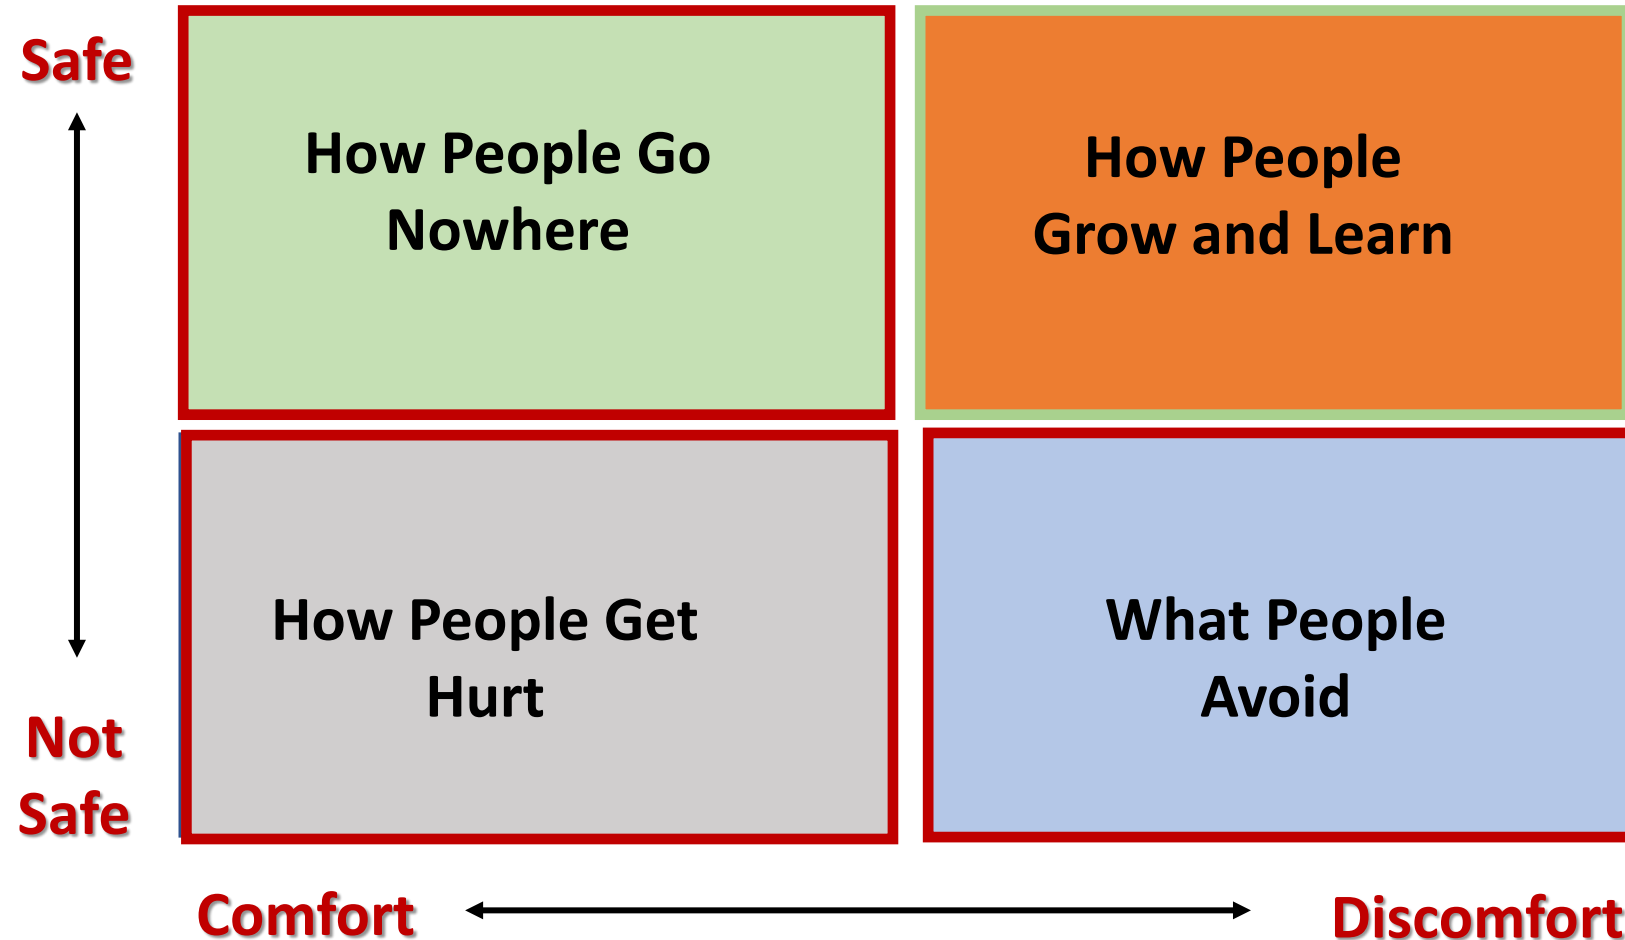 Safe
How People Go
Nowhere
How People
Grow and Learn
How People Get
Hurt
What People
Avoid
Not
Safe
Comfort
Discomfort